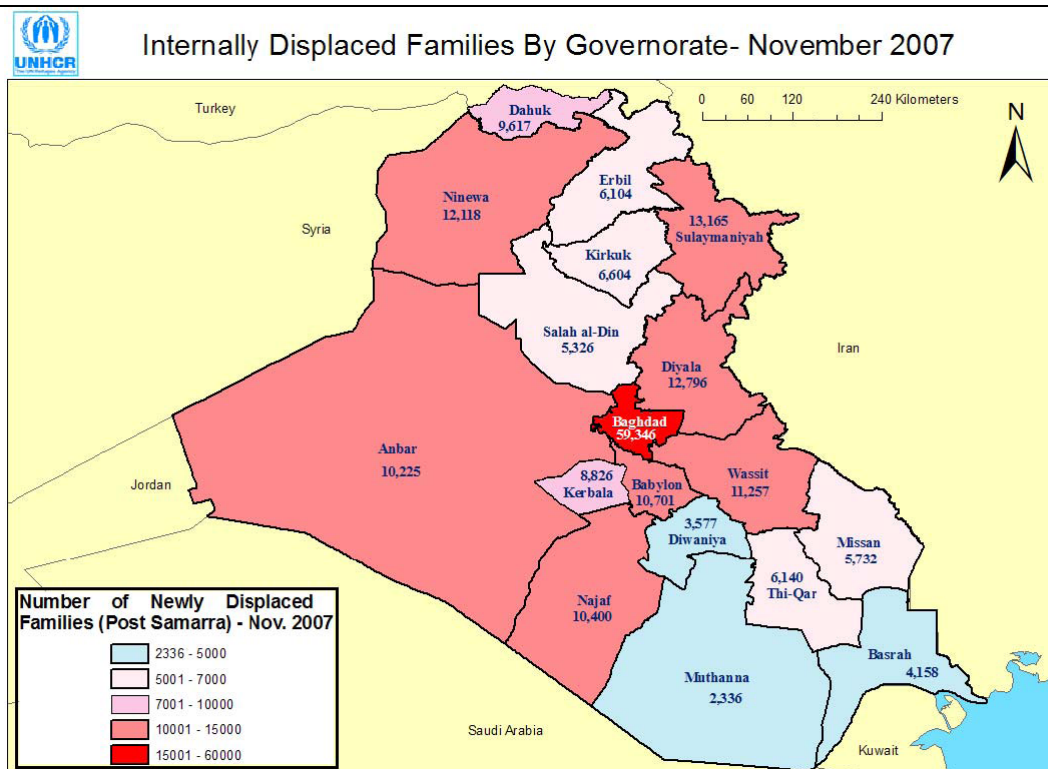 UNHCR
The UN Refugee Agency
Internally Displaced Families By Governorate- November 2007
Turkey
Dahuk
9,617
0 60 120 240 Kilometers
N
Erbil
6,104
Ninewa
12,118
13,165
Sulaymaniyah
Syria
Kirkuk
6,604
Salah al-Din
5,326
Iran
Diyala
12,796
Baghdad
59,346
Anbar
10,225
Jordan
8,826
Kerbala
Babylon
10,701
Wassit
11,257
3,577
Diwaniya
Missan
5,732
6,140
Thi-Qar
Najaf
10,400
Basrah
4,158
Muthanna
2,336
Saudi Arabia
Kuwait
Number of Newly Displaced
Families (Post Samarra) - Nov. 2007
2336 - 5000
5001 - 7000
7001 - 10000
10001 - 15000
15001 - 60000